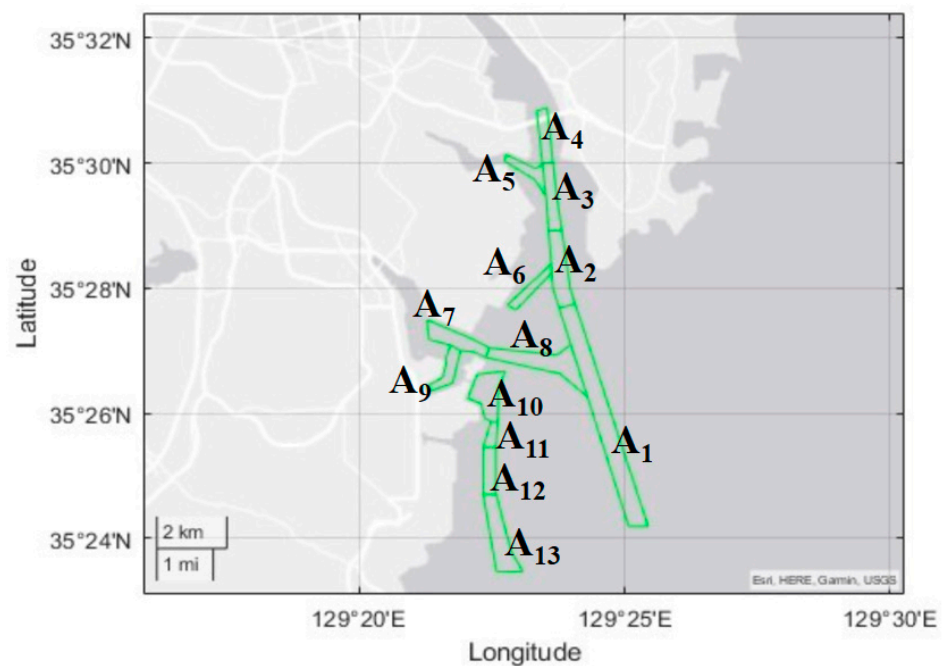 35°32'N
A₄
35°30'N
A₅
A₃
A₆
A₂
35°28'N
A₇
A₈
A₉
A₁₀
35°26'N
A₁₁
A₁
A₁₂
2 km
35°24'N
A₁₃
1 mi
Esri, HERE, Garmin, USGS
129°20'E
129°25'E
129°30'E
Latitude
Longitude